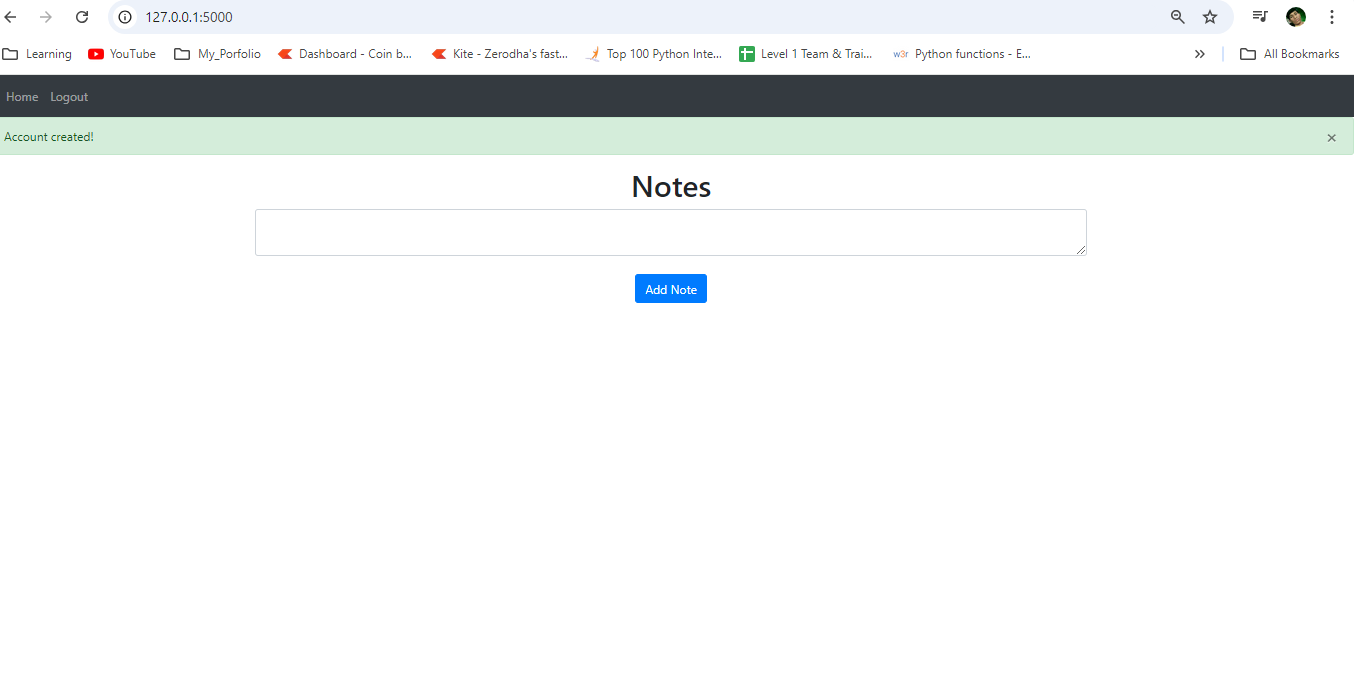 127.0.0.1:5000
Learning YouTube My_Porfolio Dashboard - Coin b... Kite - Zerodha's fast... Top 100 Python Inte... Level 1 Team & Trai... w3r Python functions - E... » All Bookmarks
Home Logout
Account created! ×
Notes
Add Note